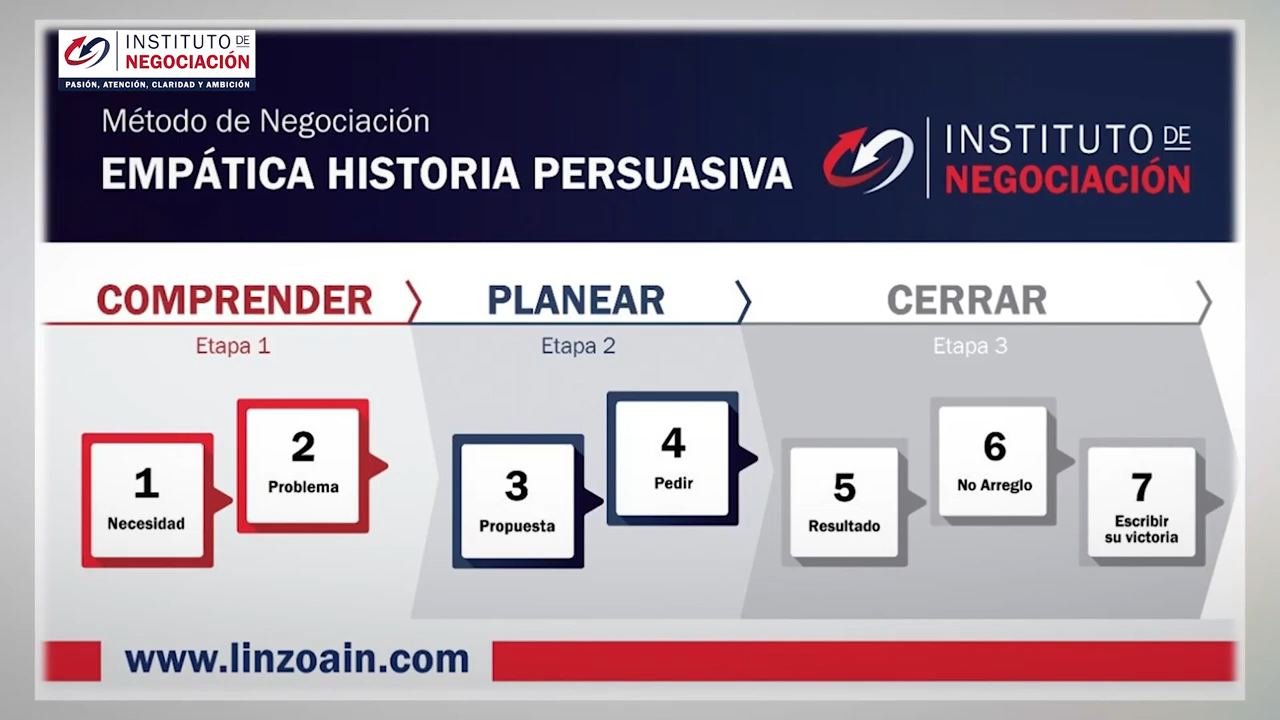 INSTITUTO DE
NEGOCIACIÓN
PASIÓN, ATENCIÓN, CLARIDAD Y AMBICIÓN
Método de Negociación
EMPÁTICA HISTORIA PERSUASIVA
INSTITUTO DE
NEGOCIACIÓN
COMPRENDER
PLANEAR
CERRAR
Etapa 1
Etapa 2
Etapa 3
1
Necesidad
2
Problema
3
Propuesta
4
Pedir
5
Resultado
6
No Arreglo
7
Escribir
su victoria
www.linzoain.com